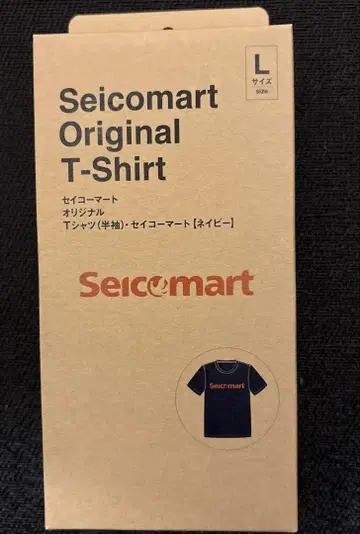 L
サイズ
size
Seicomart
Original
T-Shirt
セイコーマート
オリジナル
Tシャツ(半袖)・セイコーマート【ネイビー】
Seicomart
Seicomart